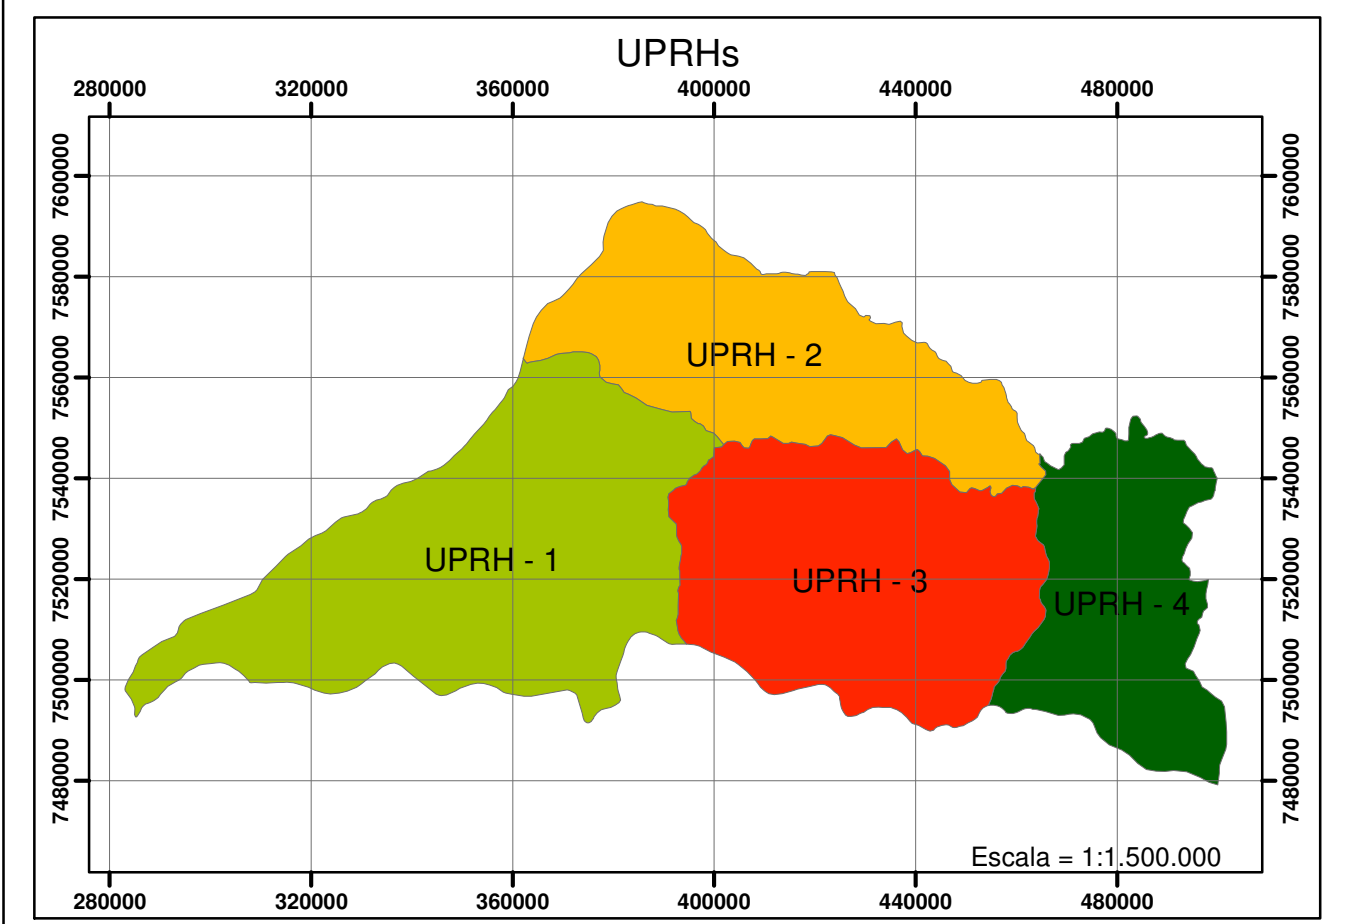 UPRHs
280000 320000 360000 400000 440000 480000
7600000 7600000
7580000 7580000
UPRH - 2
7560000 7560000
7540000 7540000
UPRH - 1
UPRH - 3
7520000 7520000
UPRH - 4
7500000 7500000
7480000 7480000
Escala = 1:1.500.000
280000 320000 360000 400000 440000 480000